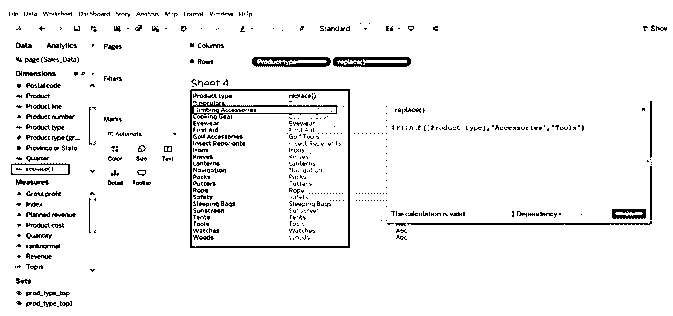 File Data Worksheet Dashboard Story Analysis Map Format Window Help
Standard
Show
Data Analytics
Pages
Columns
page (Sales_Data)
Rows
Product type
replace()
Dimensions
Filters
Sheet 4
Postal code
Product
Product line
Product number
Product type
Product type (gr...
Province or State
Quarter
replace()
Marks
Automatic
Color Size Text
Detail Tooltip
Product type replace()
Binoculars
Climbing Accessories
Cooking Gear
Eyewear Eyewear
First Aid First Aid
Golf Accessories Golf Tools
Insect Repellents Insect Repellents
Irons Irons
Knives Knives
Lanterns Lanterns
Navigation Navigation
Packs Packs
Putters Putters
Rope Rope
Safety Safety
Sleeping Bags Sleeping Bags
Sunscreen Sunscreen
Tents Tents
Tools Tools
Watches Watches
Woods Woods
Abc
Abc
replace()
([Product type],"Accessories","Tools")
The calculation is valid
1 Dependency
Measures
Gross profit
Index
Planned revenue
Product cost
Quantity
Revenue
Sets
prod_type_top